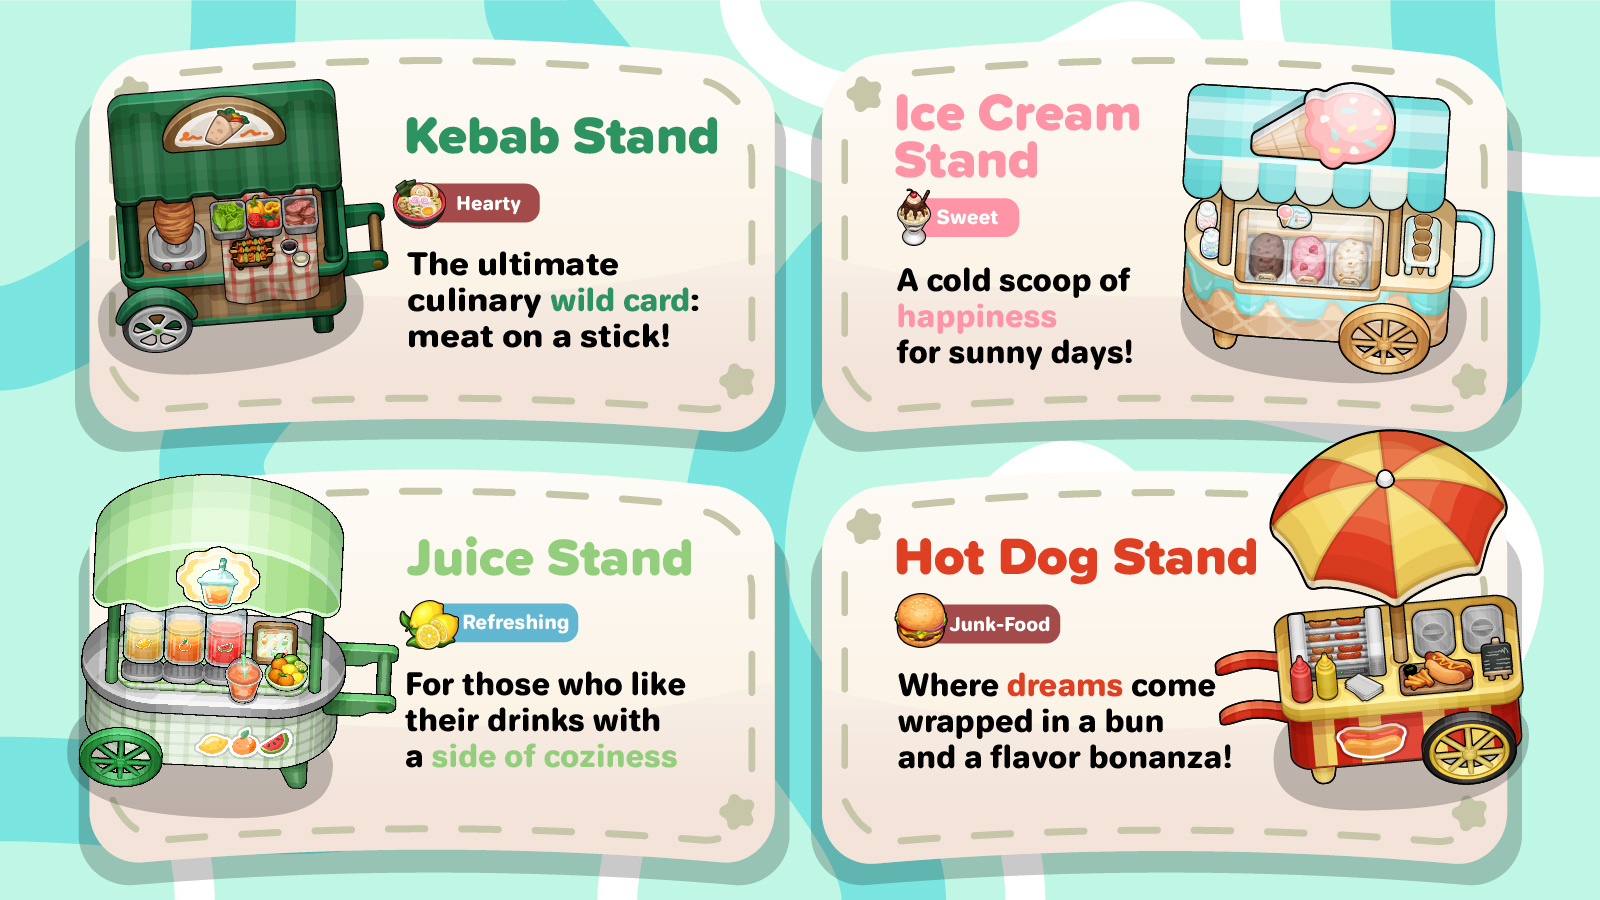 Kebab Stand
Hearty
The ultimate
culinary wild card:
meat on a stick!
Ice Cream
Stand
Sweet
A cold scoop of
happiness
for sunny days!
Juice Stand
Refreshing
For those who like
their drinks with
a side of coziness
Hot Dog Stand
Junk-Food
Where dreams come
wrapped in a bun
and a flavor bonanza!